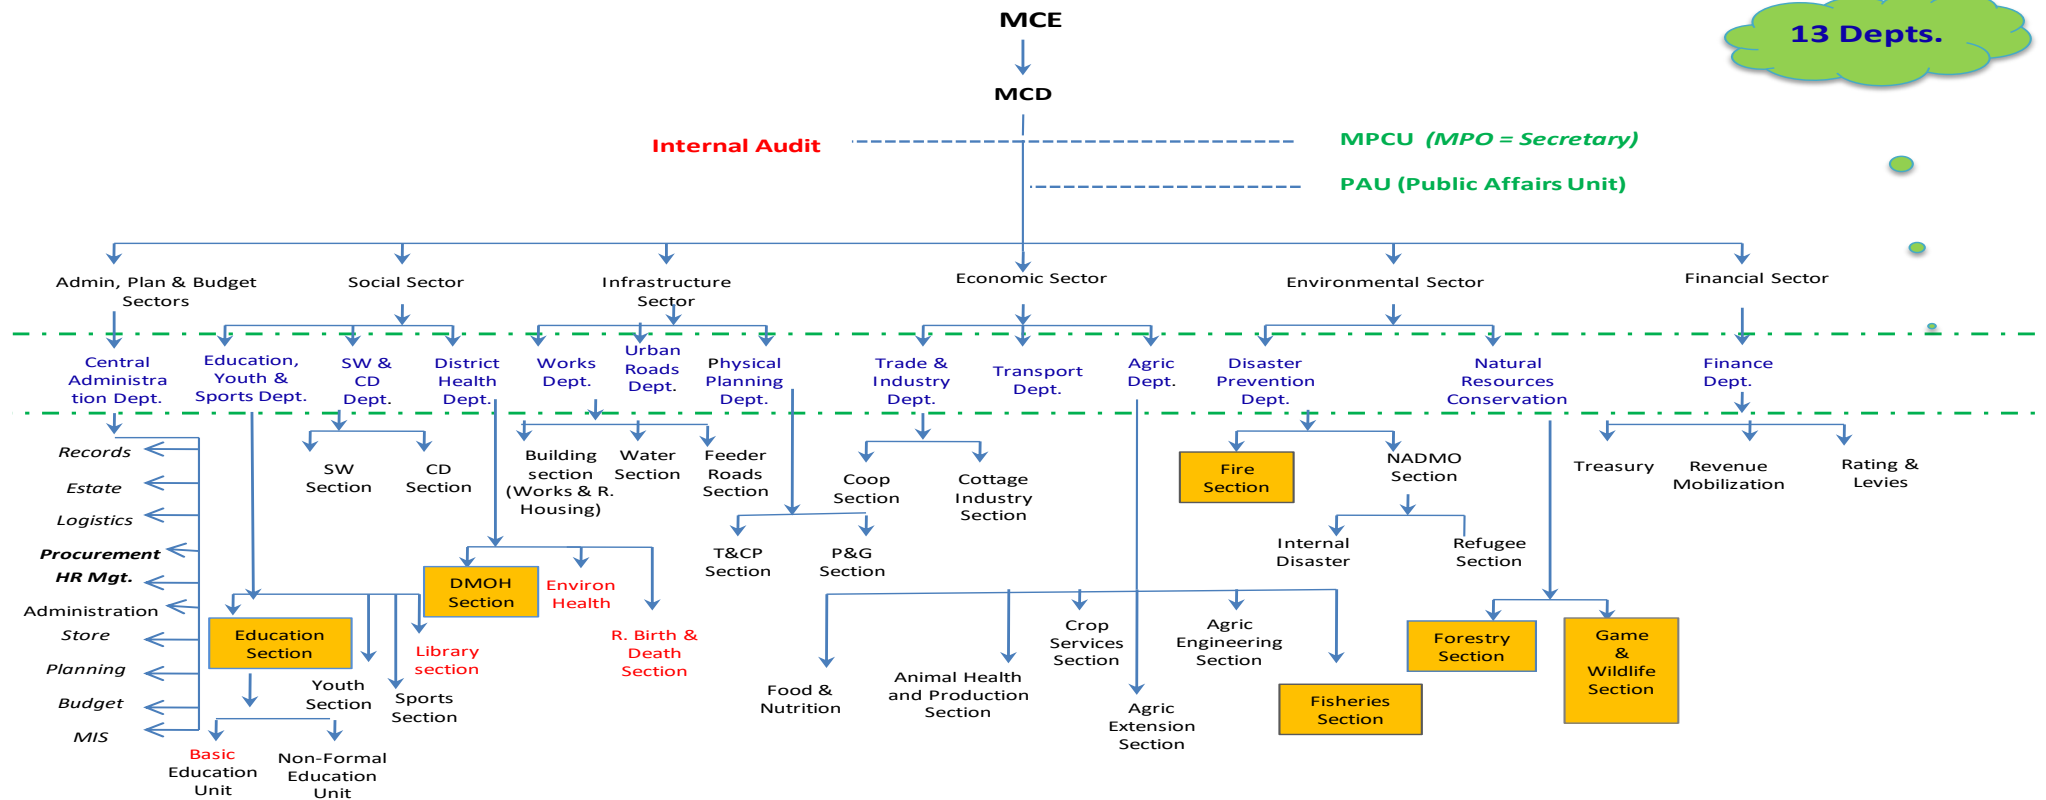 MCE
13 Depts.
MCD
Internal Audit
MPCU (MPO = Secretary)
PAU (Public Affairs Unit)
Admin, Plan & Budget
Sectors
Social Sector
Infrastructure
Sector
Economic Sector
Environmental Sector
Financial Sector
Central
Administra
tion Dept.
Education,
Youth &
Sports Dept.
SW &
CD
Dept.
District
Health
Dept.
Works
Dept.
Urban
Roads
Dept.
Physical
Planning
Dept.
Trade &
Industry
Dept.
Transport
Dept.
Agric
Dept.
Disaster
Prevention
Dept.
Natural
Resources
Conservation
Finance
Dept.
Records
Estate
Logistics
Procurement
HR Mgt.
Administration
Store
Planning
Budget
MIS
SW
Section
CD
Section
Building
section
(Works & R.
Housing)
Water
Section
Feeder
Roads
Section
Coop
Section
Cottage
Industry
Section
Fire
Section
NADMO
Section
Treasury
Revenue
Mobilization
Rating &
Levies
T&CP
Section
P&G
Section
Internal
Disaster
Refugee
Section
DMOH
Section
Environ
Health
R. Birth &
Death
Section
Education
Section
Youth
Section
Sports
Section
Library
section
Basic
Education
Unit
Non-Formal
Education
Unit
Food &
Nutrition
Animal Health
and Production
Section
Crop
Services
Section
Agric
Extension
Section
Agric
Engineering
Section
Fisheries
Section
Forestry
Section
Game
&
Wildlife
Section